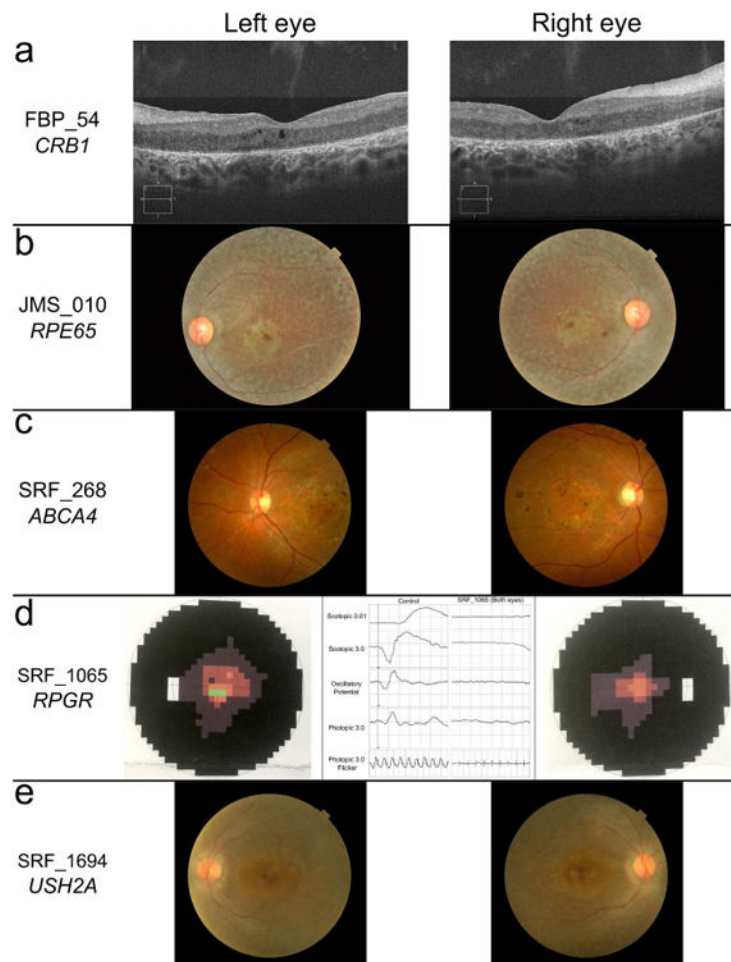 Left eye
Right eye
a
FBP_54
CRB1
b
JMS_010
RPE65
c
SRF_268
ABCA4
d
SRF_1065
RPGR
Control
SRF_1065 (Both eyes)
Scotopic 0.01
Scotopic 3.0
Oscillatory
Potential
Photopic 3.0
Photopic 3.0
Flicker
e
SRF_1694
USH2A